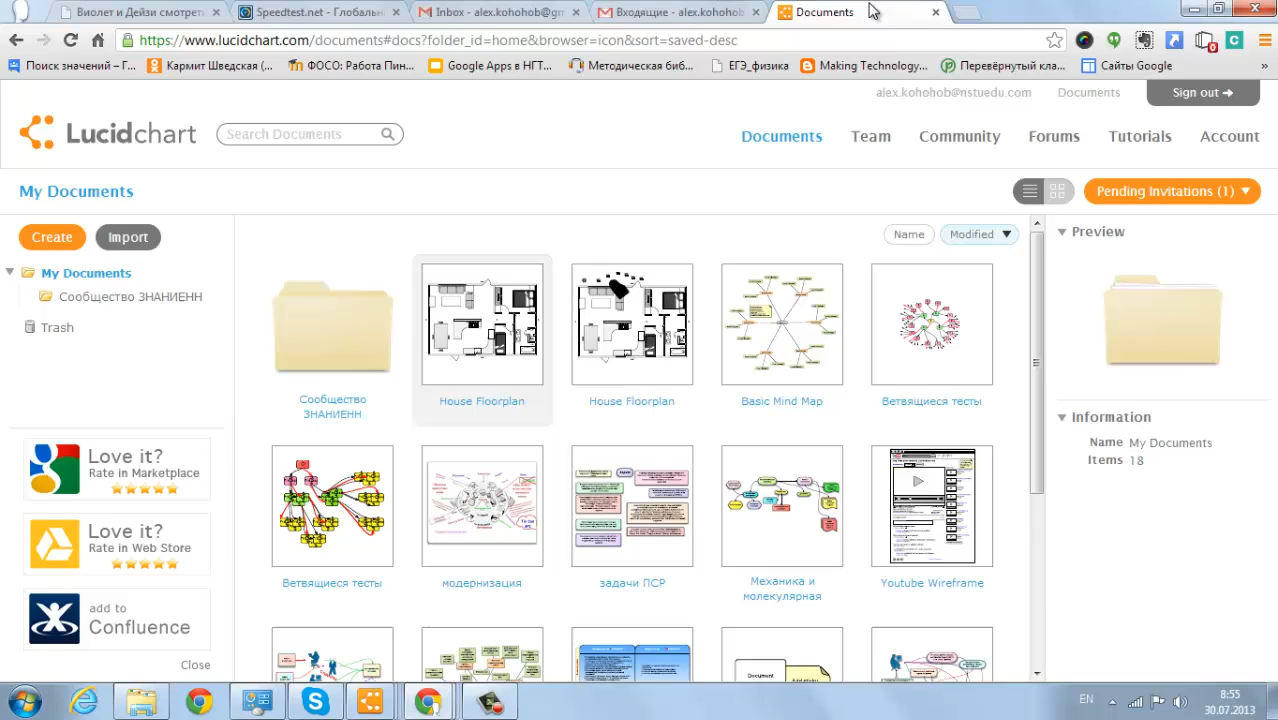 Виолет и Дейзи смотрет
Speedtest.net - Глобальн
Inbox - alex.kohohob@gm
Входящие - alex.kohohob
Documents
https://www.lucidchart.com/documents#docs?folder_id=home&browser=icon&sort=saved-desc
Поиск значений – Г...
Кармит Шведская (...
ФОСО: Работа Пин...
Google Apps в НГТ...
Методическая биб...
ЕГЭ_физика
Making Technology...
Перевёрнутый кла...
Сайты Google
»
alex.kohohob@nstuedu.com
Documents
Sign out
Lucidchart
Search Documents
Documents
Team
Community
Forums
Tutorials
Account
My Documents
Pending Invitations (1)
Create
Import
Name
Modified
Preview
My Documents
Сообщество ЗНАНИЕНН
Trash
Сообщество
ЗНАНИЕНН
House Floorplan
House Floorplan
Basic Mind Map
Ветвящиеся тесты
Information
Name My Documents
Items 18
Love it?
Rate in Marketplace
Love it?
Rate in Web Store
add to
Confluence
Close
Ветвящиеся тесты
модернизация
задачи ПСР
Механика и
молекулярная
Youtube Wireframe
Document
EN
8:55
30.07.2013